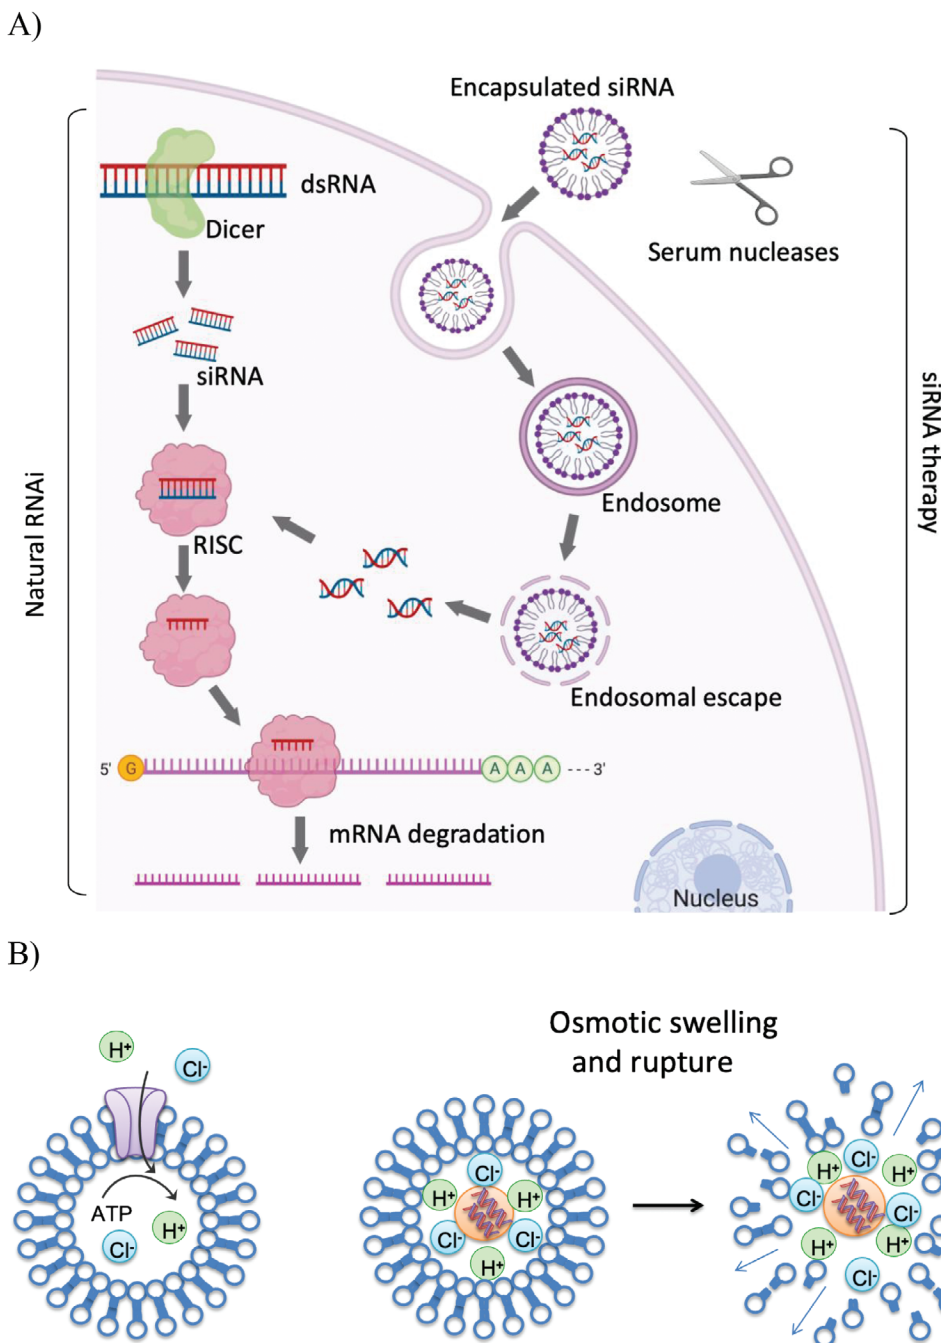 A)
Encapsulated siRNA
dsRNA
Dicer
Serum nucleases
siRNA
Natural RNAi
siRNA therapy
Endosome
RISC
Endosomal escape
5' G A A A ---3'
mRNA degradation
Nucleus
B)
Osmotic swelling
and rupture
H+
Cl-
ATP
H+
Cl-
Cl-
H+
H+
Cl-
Cl-
H+
Cl-
H+
H+
Cl-
Cl-
H+
H+
Cl-